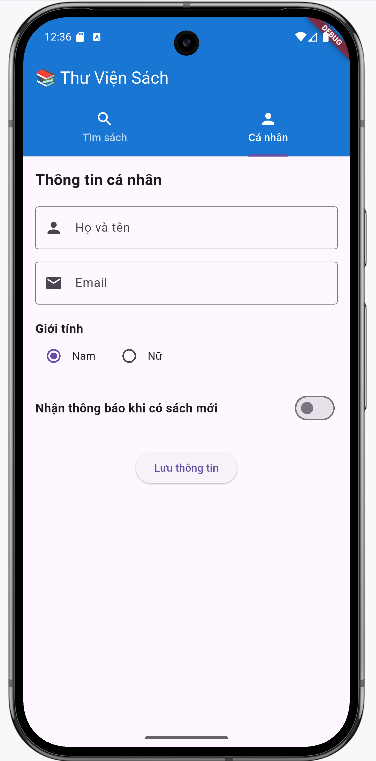 12:36
A
DEBUG
📚 Thư Viện Sách
Tìm sách
Cá nhân
Thông tin cá nhân
Họ và tên
Email
Giới tính
Nam
Nữ
Nhận thông báo khi có sách mới
Lưu thông tin